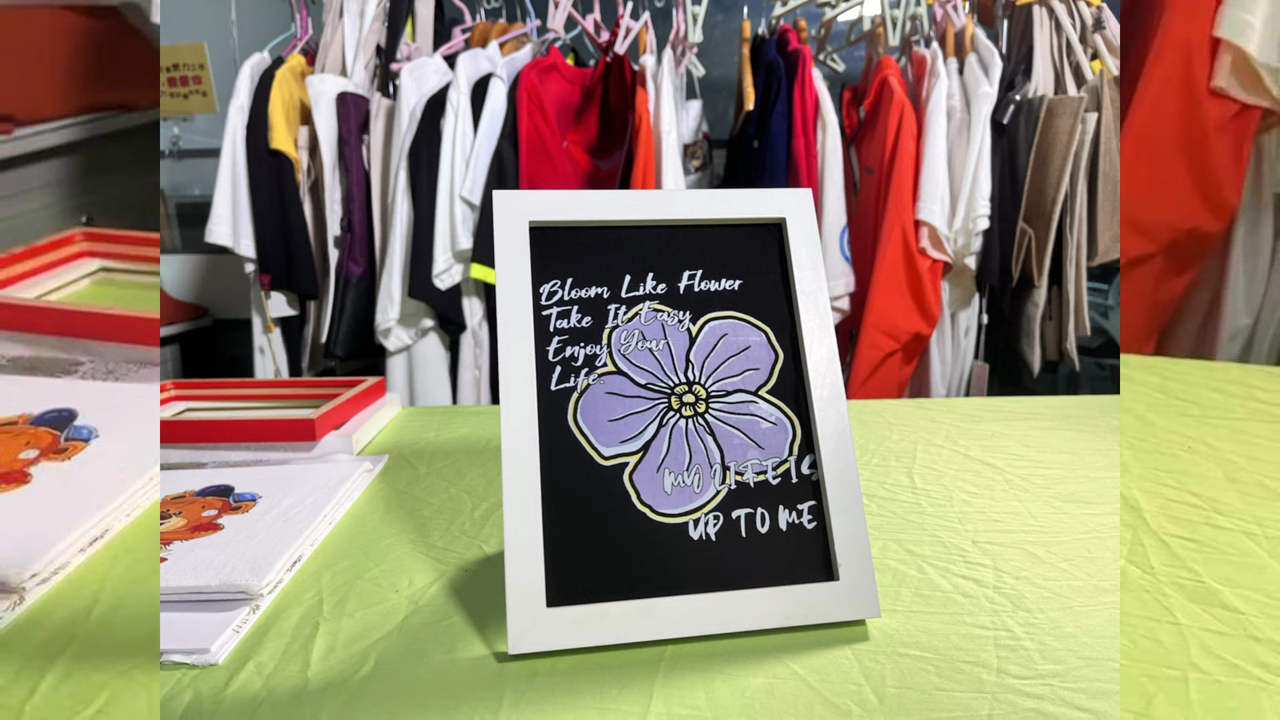 Bloom Like Flower
Take It Easy
Enjoy Your
Life.
MY LIFE IS
UP TO ME